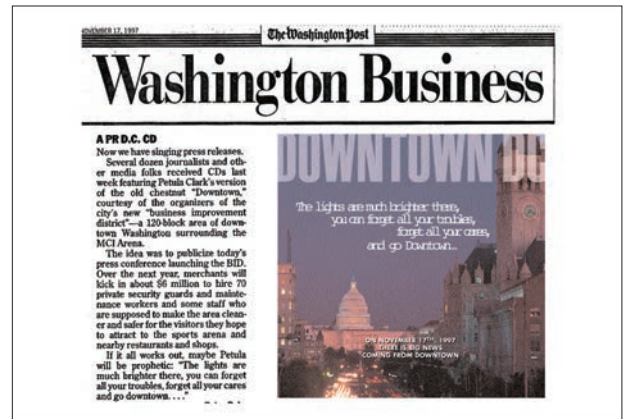 NOVEMBER 17, 1997
The Washington Post
Washington Business
A PR D.C. CD
Now we have singing press releases.
Several dozen journalists and oth-
er media folks received CDs last
week featuring Petula Clark's version
of the old chestnut "Downtown,"
courtesy of the organizers of the
city's new "business improvement
district"—a 120-block area of down-
town Washington surrounding the
MCI Arena.
The idea was to publicize today's
press conference launching the BID.
Over the next year, merchants will
kick in about $6 million to hire 70
private security guards and mainte-
nance workers and some staff who
are supposed to make the area clean-
er and safer for the visitors they hope
to attract to the sports arena and
nearby restaurants and shops.
If it all works out, maybe Petula
will be prophetic: "The lights are
much brighter there, you can forget
all your troubles, forget all your cares
and go downtown. . . ."
DOWNTOWN DC
The lights are much brighter there,
you can forget all your troubles,
forget all your cares,
and go Downtown...
ON NOVEMBER 17TH, 1997
THERE IS BIG NEWS
COMING FROM DOWNTOWN